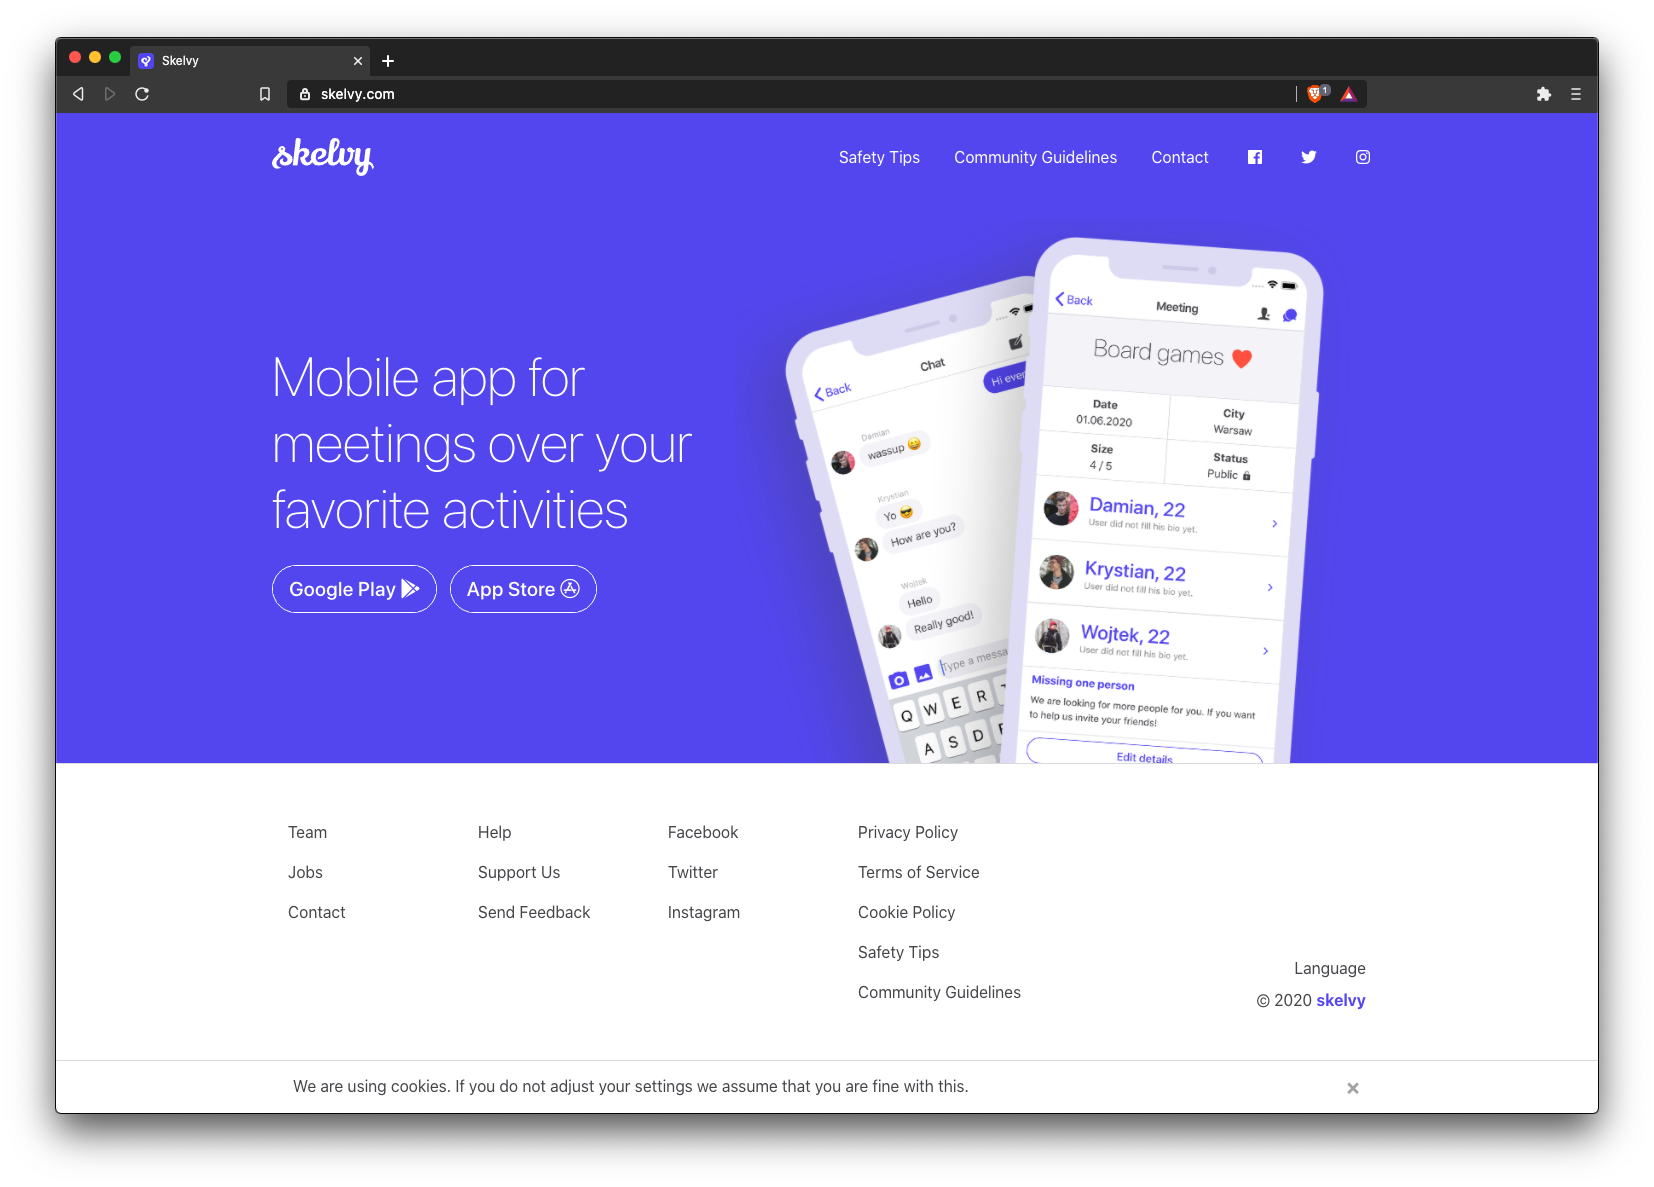 Skelvy
skelvy.com
1
skelvy
Safety Tips
Community Guidelines
Contact
Mobile app for
meetings over your
favorite activities
Google Play
App Store
Back
Chat
Damian
wassup 😄
Krystian
Yo 😎
How are you?
Wojtek
Hello
Really good!
Q W E R
A S D
Back
Meeting
Board games ❤️
Date
01.06.2020
City
Warsaw
Size
4 / 5
Status
Public
Damian, 22
User did not fill his bio yet.
Krystian, 22
User did not fill his bio yet.
Wojtek, 22
User did not fill his bio yet.
Missing one person
We are looking for more people for you. If you want
to help us invite your friends!
Edit details
Team
Jobs
Contact
Help
Support Us
Send Feedback
Facebook
Twitter
Instagram
Privacy Policy
Terms of Service
Cookie Policy
Safety Tips
Community Guidelines
Language
© 2020 skelvy
We are using cookies. If you do not adjust your settings we assume that you are fine with this.